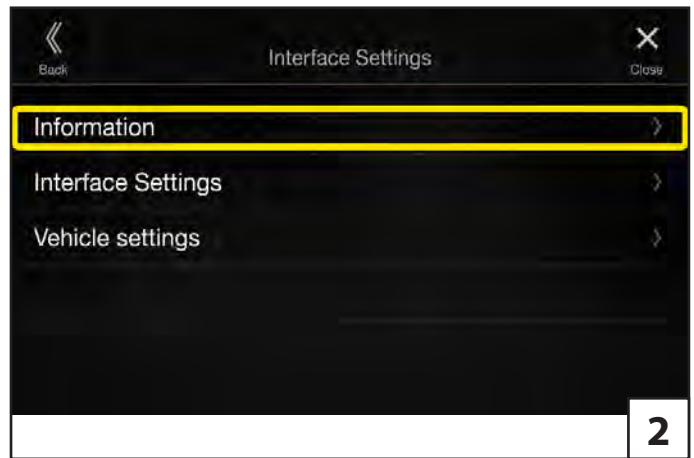 Interface Settings
Back
Close
Information
Interface Settings
Vehicle settings
2